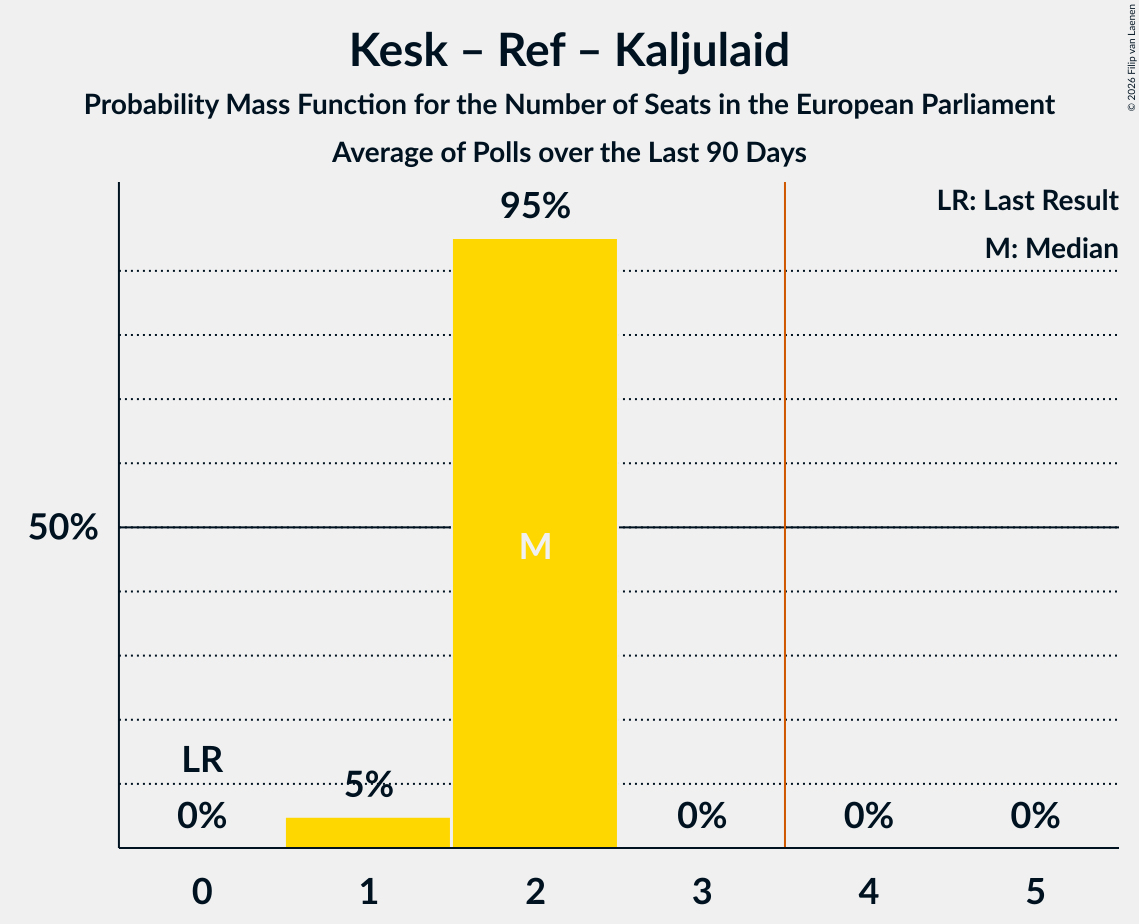 Kesk – Ref – Kaljulaid
Probability Mass Function for the Number of Seats in the European Parliament
Average of Polls over the Last 90 Days
© 2026 Filip van Laenen
LR: Last Result
M: Median
95%
50%
M
LR
0%
5%
0%
0%
0%
0
1
2
3
4
5